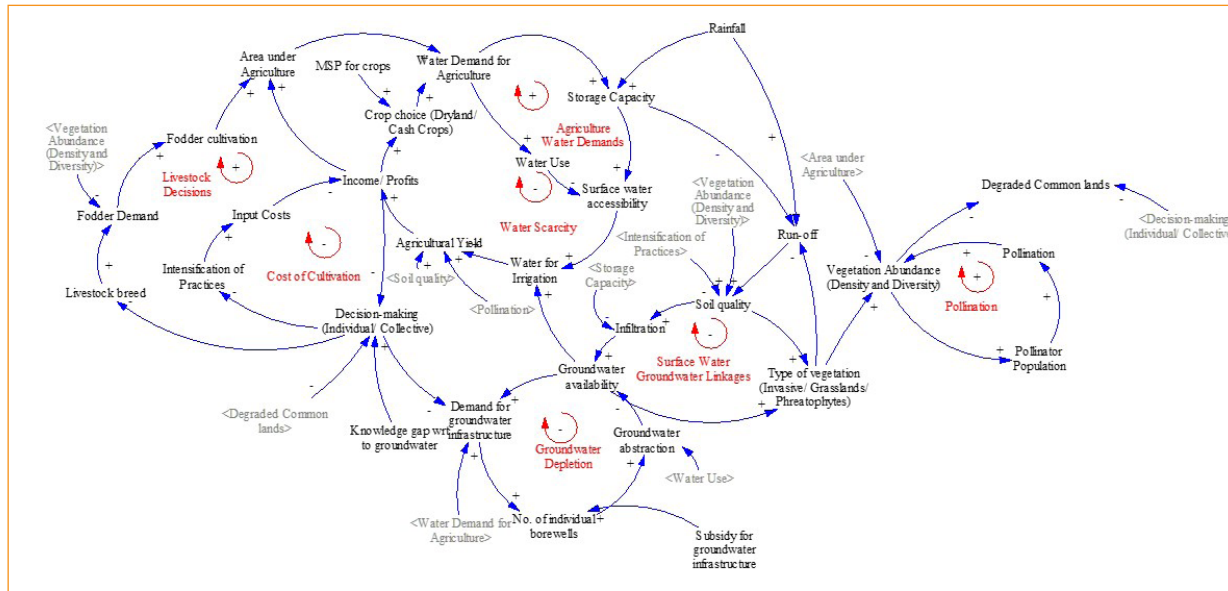 Rainfall
Area under
Agriculture
MSP for crops
Water Demand for
Agriculture
Storage Capacity
Crop choice (Dryland/
Cash Crops)
Agriculture
Water Demands
<Vegetation
Abundance
(Density and
Diversity)>
Fodder cultivation
Livestock
Decisions
Income/ Profits
Water Use
Surface water
accessibility
<Vegetation
Abundance
(Density and
Diversity)>
<Area under
Agriculture>
Degraded Common lands
<Decision-making
(Individual/ Collective
Fodder Demand
Input Costs
Water Scarcity
Agricultural Yield
Cost of Cultivation
<Intensification of
Practices>
Run-off
Pollination
Vegetation Abundance
(Density and Diversity)
Pollination
Intensification of
Practices
<Soil quality>
Water for
Irrigation
<Storage
Capacity>
Livestock breed
<Pollination>
Soil quality
Decision-making
(Individual/ Collective)
Infiltration
Surface Water
Groundwater Linkages
Pollinator
Population
Groundwater
availability
Type of vegetation
(Invasive/ Grasslands/
Phreatophytes)
<Degraded Common
lands>
Knowledge gap wrt
to groundwater
Demand for
groundwater
infrastructure
Groundwater
Depletion
Groundwater
abstraction
<Water Use>
<Water Demand for
Agriculture>
No. of individual
borewells
Subsidy for
groundwater
infrastructure